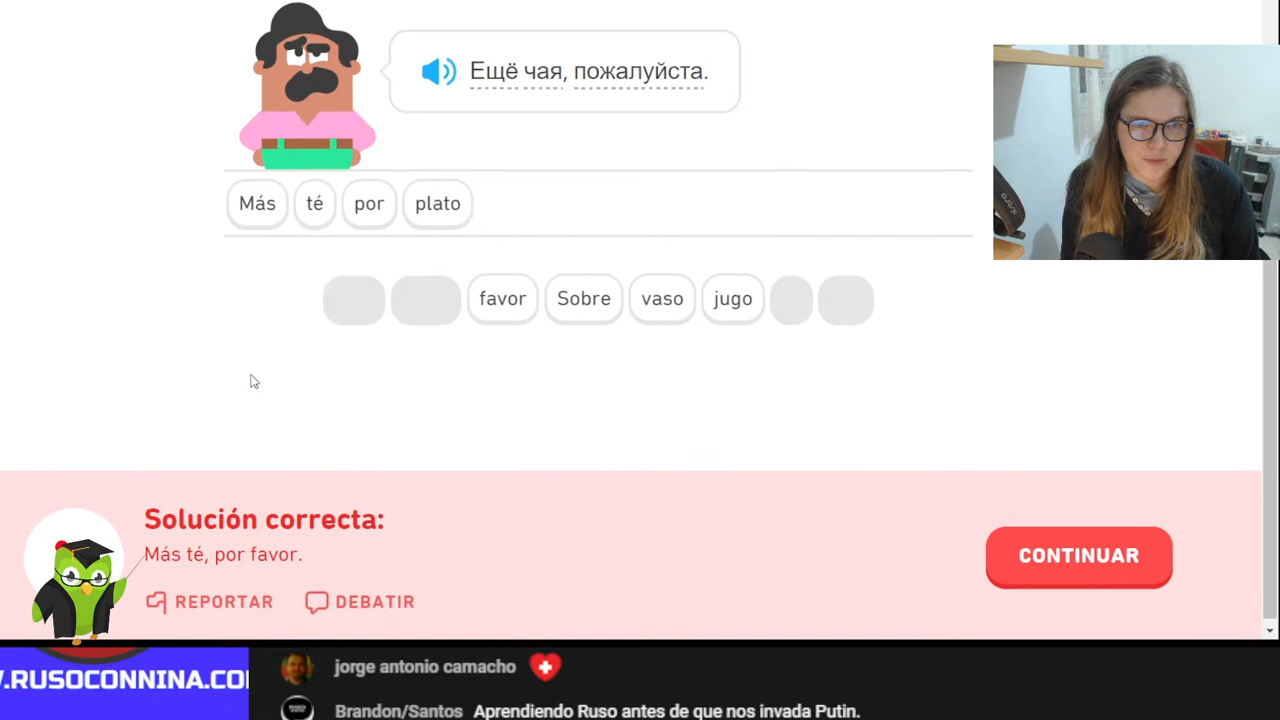 Ещё чая, пожалуйста.
Más té por plato
favor Sobre vaso jugo
Solución correcta:
Más té, por favor.
CONTINUAR
REPORTAR DEBATIR
.RUSOCONNINA.CO
jorge antonio camacho
Brandon/Santos Aprendiendo Ruso antes de que nos invada Putin.